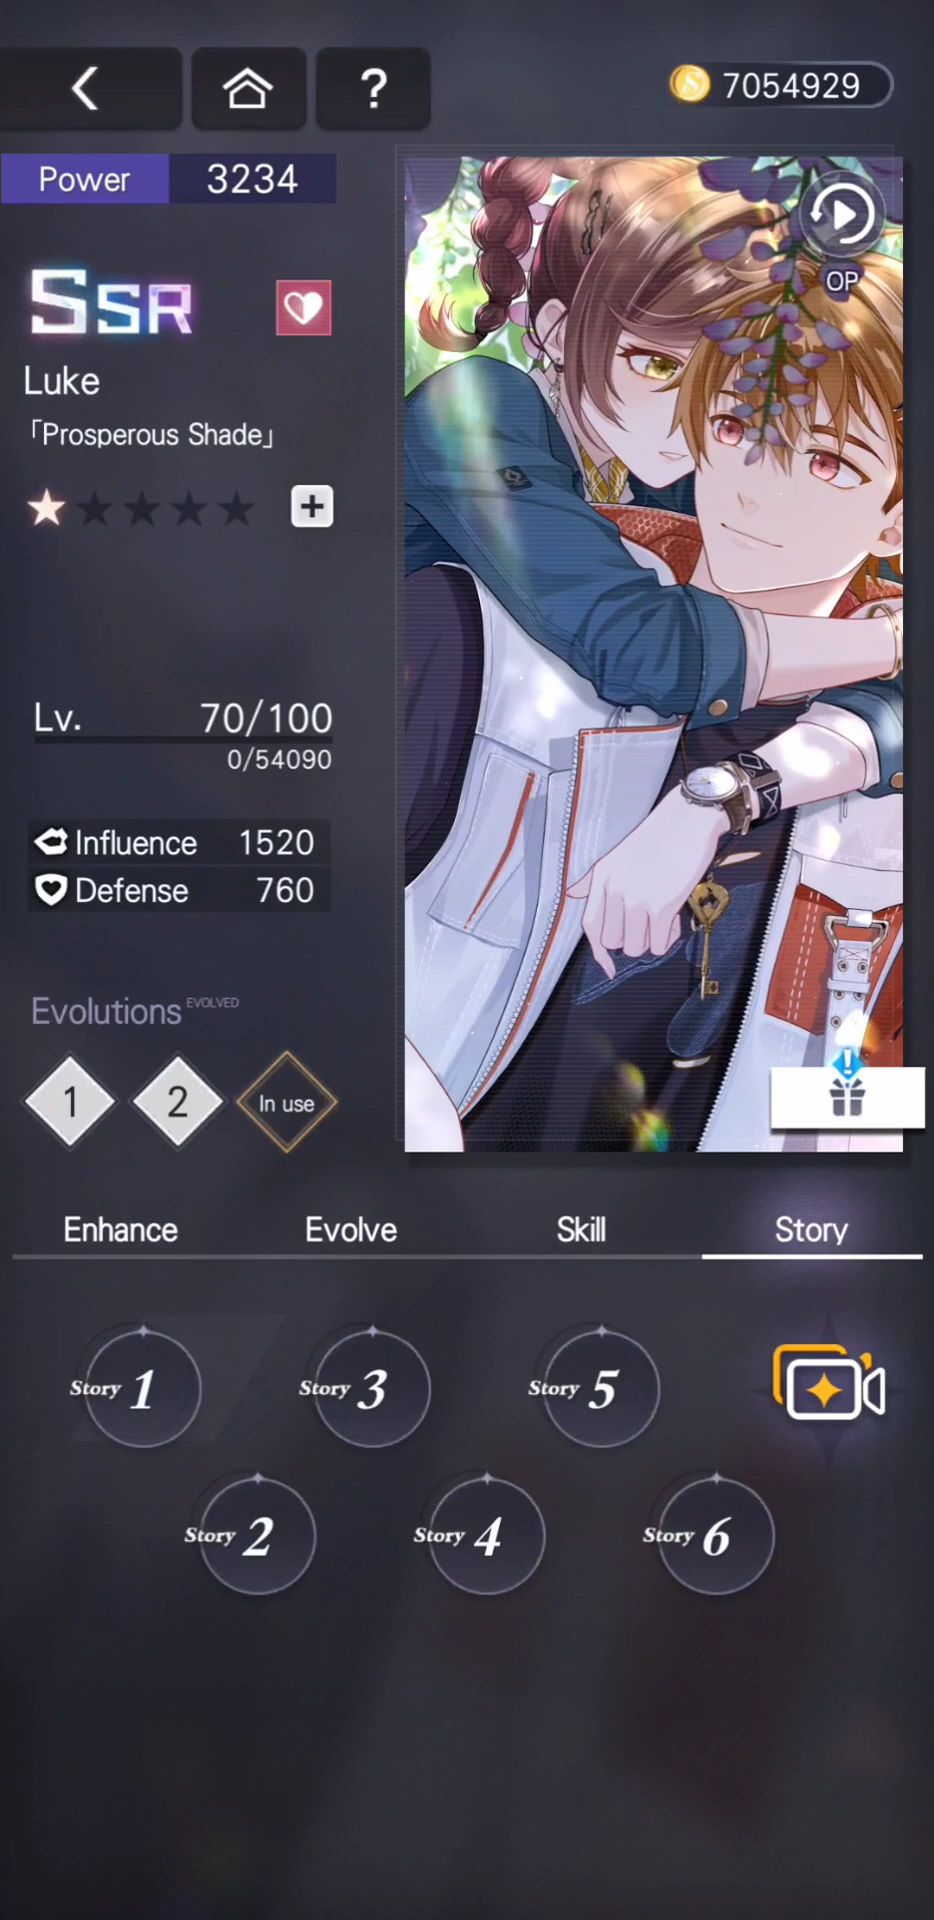 ?
7054929
Power 3234
SSR
OP
Luke
「Prosperous Shade」
+
Lv. 70/100
0/54090
Influence 1520
Defense 760
Evolutions EVOLVED
1 2 In use
!
Enhance Evolve Skill Story
Story 1 Story 3 Story 5
Story 2 Story 4 Story 6